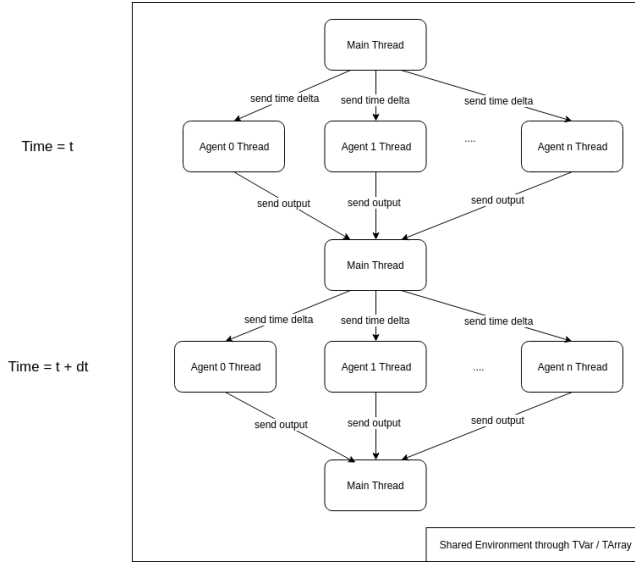 Main Thread
send time delta
send time delta
send time delta
Time = t
Agent 0 Thread
Agent 1 Thread
....
Agent n Thread
send output
send output
send output
Main Thread
send time delta
send time delta
send time delta
Time = t + dt
Agent 0 Thread
Agent 1 Thread
....
Agent n Thread
send output
send output
send output
Main Thread
Shared Environment through TVar / TArray